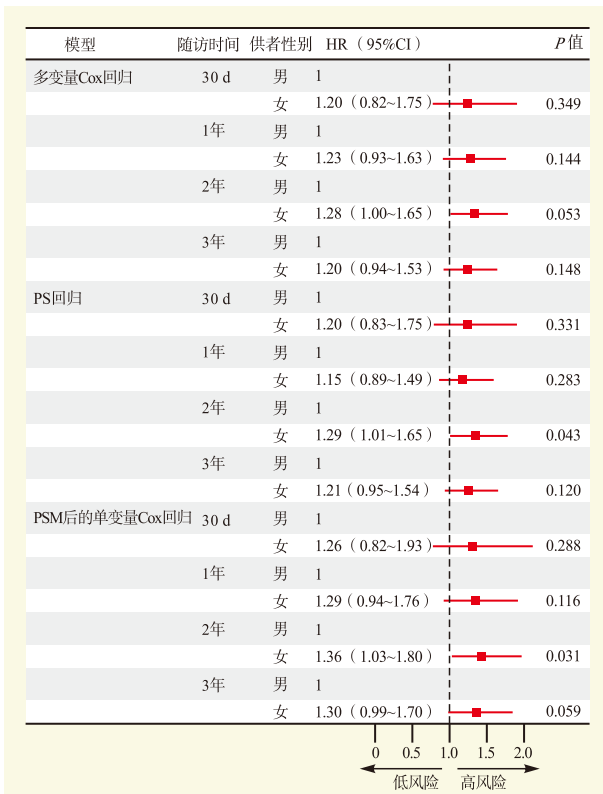 模型 随访时间 供者性别 HR（95%CI） P值
多变量Cox回归 30 d 男 1
女 1.20（0.82~1.75） 0.349
1年 男 1
女 1.23（0.93~1.63） 0.144
2年 男 1
女 1.28（1.00~1.65） 0.053
3年 男 1
女 1.20（0.94~1.53） 0.148
PS回归 30 d 男 1
女 1.20（0.83~1.75） 0.331
1年 男 1
女 1.15（0.89~1.49） 0.283
2年 男 1
女 1.29（1.01~1.65） 0.043
3年 男 1
女 1.21（0.95~1.54） 0.120
PSM后的单变量Cox回归 30 d 男 1
女 1.26（0.82~1.93） 0.288
1年 男 1
女 1.29（0.94~1.76） 0.116
2年 男 1
女 1.36（1.03~1.80） 0.031
3年 男 1
女 1.30（0.99~1.70） 0.059
0 0.5 1.0 1.5 2.0
低风险 高风险